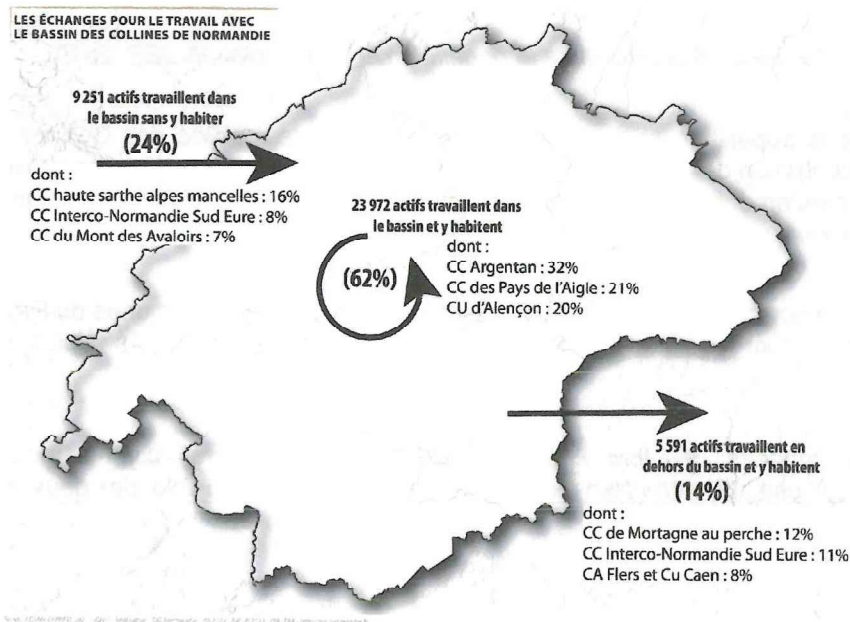 LES ÉCHANGES POUR LE TRAVAIL AVEC
LE BASSIN DES COLLINES DE NORMANDIE
9 251 actifs travaillent dans
le bassin sans y habiter
(24%)
dont :
CC haute sarthe alpes mancelles : 16%
CC Interco-Normandie Sud Eure : 8%
CC du Mont des Avaloirs : 7%
23 972 actifs travaillent dans
le bassin et y habitent
(62%)
dont :
CC Argentan : 32%
CC des Pays de l'Aigle : 21%
CU d'Alençon : 20%
5 591 actifs travaillent en
dehors du bassin et y habitent
(14%)
dont :
CC de Mortagne au perche : 12%
CC Interco-Normandie Sud Eure : 11%
CA Flers et Cu Caen : 8%